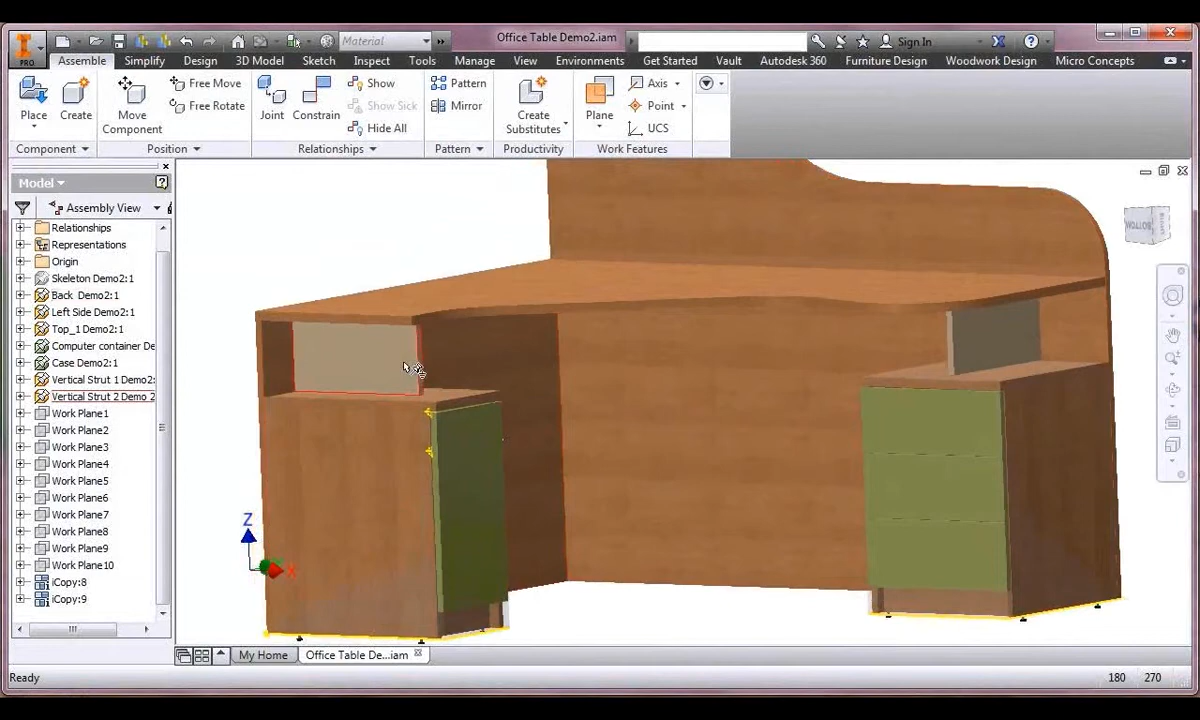 PRO
Material
Office Table Demo2.iam
Sign In
Assemble Simplify Design 3D Model Sketch Inspect Tools Manage View Environments Get Started Vault Autodesk 360 Furniture Design Woodwork Design Micro Concepts
Place
Create
Move
Component
Free Move
Free Rotate
Joint
Constrain
Show
Show Sick
Hide All
Pattern
Mirror
Create
Substitutes
Plane
Axis
Point
UCS
Component Position Relationships Pattern Productivity Work Features
Model
Assembly View
Relationships
Representations
Origin
Skeleton Demo2:1
Back Demo2:1
Left Side Demo2:1
Top_1 Demo2:1
Computer container De
Case Demo2:1
Vertical Strut 1 Demo2:
Vertical Strut 2 Demo 2
Work Plane1
Work Plane2
Work Plane3
Work Plane4
Work Plane5
Work Plane6
Work Plane7
Work Plane8
Work Plane9
Work Plane10
iCopy:8
iCopy:9
BOTTOM
Z
X
My Home
Office Table De...iam
Ready
180 270